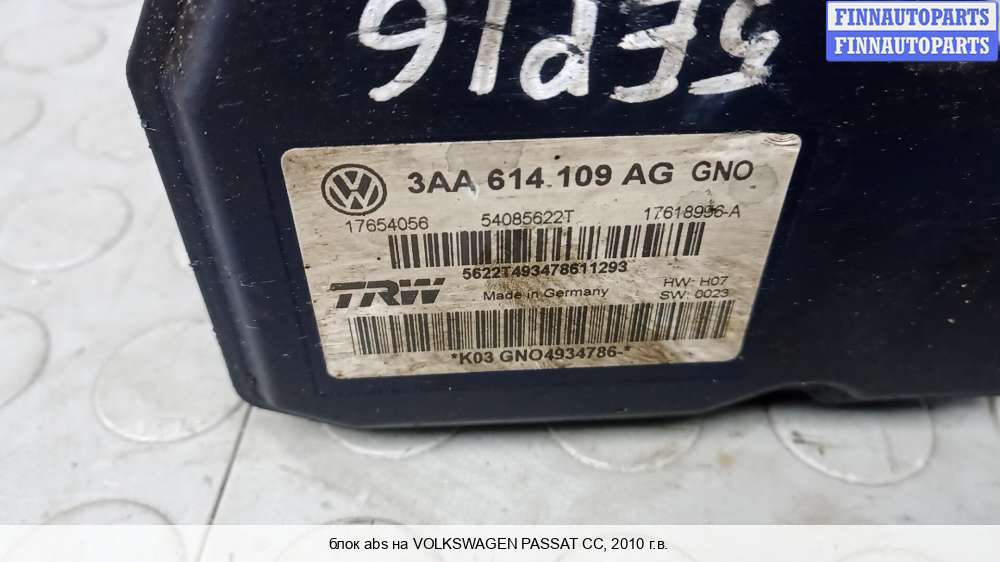 FINNAUTOPARTS
FINNAUTOPARTS
5EP16
3AA 614 109 AG GNO
17654056 54085622T 17618996-A
5622T493478611293
TRW Made in Germany HW: H07
SW: 0023
*K03 GNO4934786-*
блок abs на VOLKSWAGEN PASSAT CC, 2010 г.в.